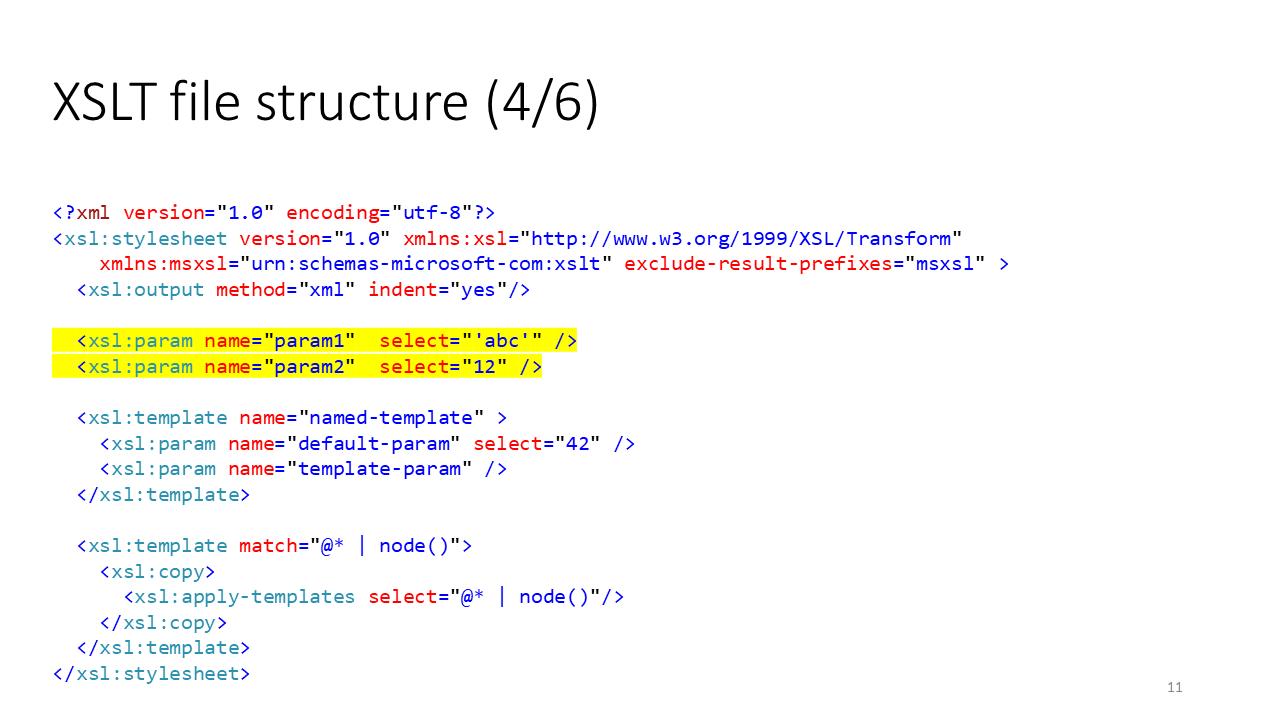 XSLT file structure (4/6)
<?xml version="1.0" encoding="utf-8"?>
<xsl:stylesheet version="1.0" xmlns:xsl="http://www.w3.org/1999/XSL/Transform"
    xmlns:msxsl="urn:schemas-microsoft-com:xslt" exclude-result-prefixes="msxsl" >
  <xsl:output method="xml" indent="yes"/>
  <xsl:param name="param1"  select="'abc'" />
  <xsl:param name="param2"  select="12" />
  <xsl:template name="named-template" >
    <xsl:param name="default-param" select="42" />
    <xsl:param name="template-param" />
  </xsl:template>
  <xsl:template match="@* | node()">
    <xsl:copy>
      <xsl:apply-templates select="@* | node()"/>
    </xsl:copy>
  </xsl:template>
</xsl:stylesheet>
11